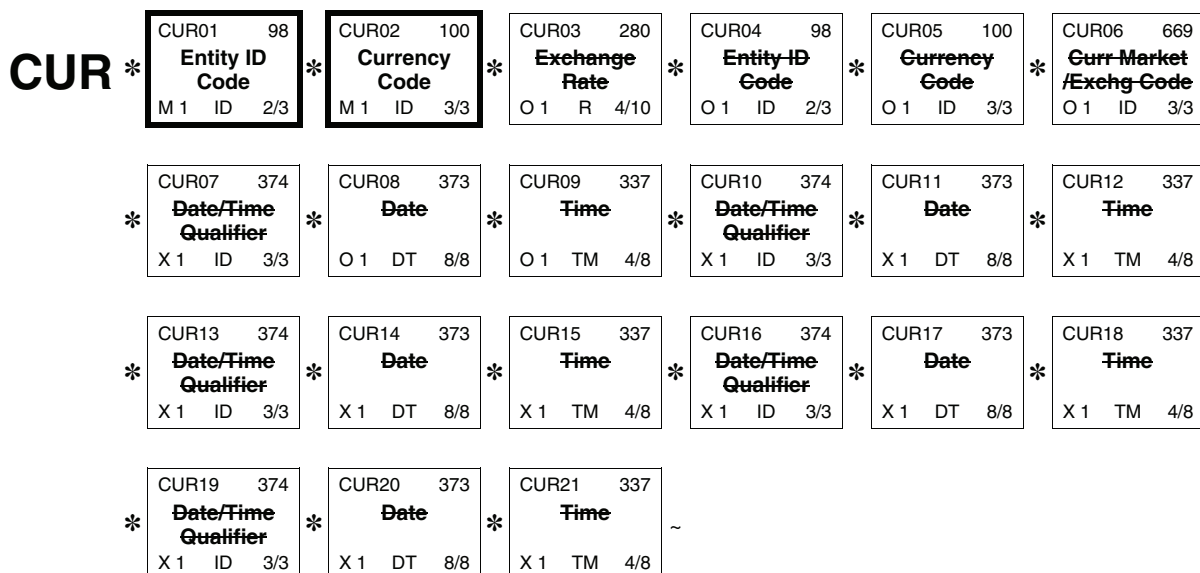 CUR * CUR01 98 * CUR02 100 * CUR03 280 * CUR04 98 * CUR05 100 * CUR06 669
Entity ID Currency Exchange Entity ID Currency Curr Market
Code Code Rate Code Code /Exchg Code
M 1 ID 2/3 M 1 ID 3/3 O 1 R 4/10 O 1 ID 2/3 O 1 ID 3/3 O 1 ID 3/3
* CUR07 374 * CUR08 373 * CUR09 337 * CUR10 374 * CUR11 373 * CUR12 337
Date/Time Date Time Date/Time Date Time
Qualifier Qualifier
X 1 ID 3/3 O 1 DT 8/8 O 1 TM 4/8 X 1 ID 3/3 X 1 DT 8/8 X 1 TM 4/8
* CUR13 374 * CUR14 373 * CUR15 337 * CUR16 374 * CUR17 373 * CUR18 337
Date/Time Date Time Date/Time Date Time
Qualifier Qualifier
X 1 ID 3/3 X 1 DT 8/8 X 1 TM 4/8 X 1 ID 3/3 X 1 DT 8/8 X 1 TM 4/8
* CUR19 374 * CUR20 373 * CUR21 337 ~
Date/Time Date Time
Qualifier
X 1 ID 3/3 X 1 DT 8/8 X 1 TM 4/8